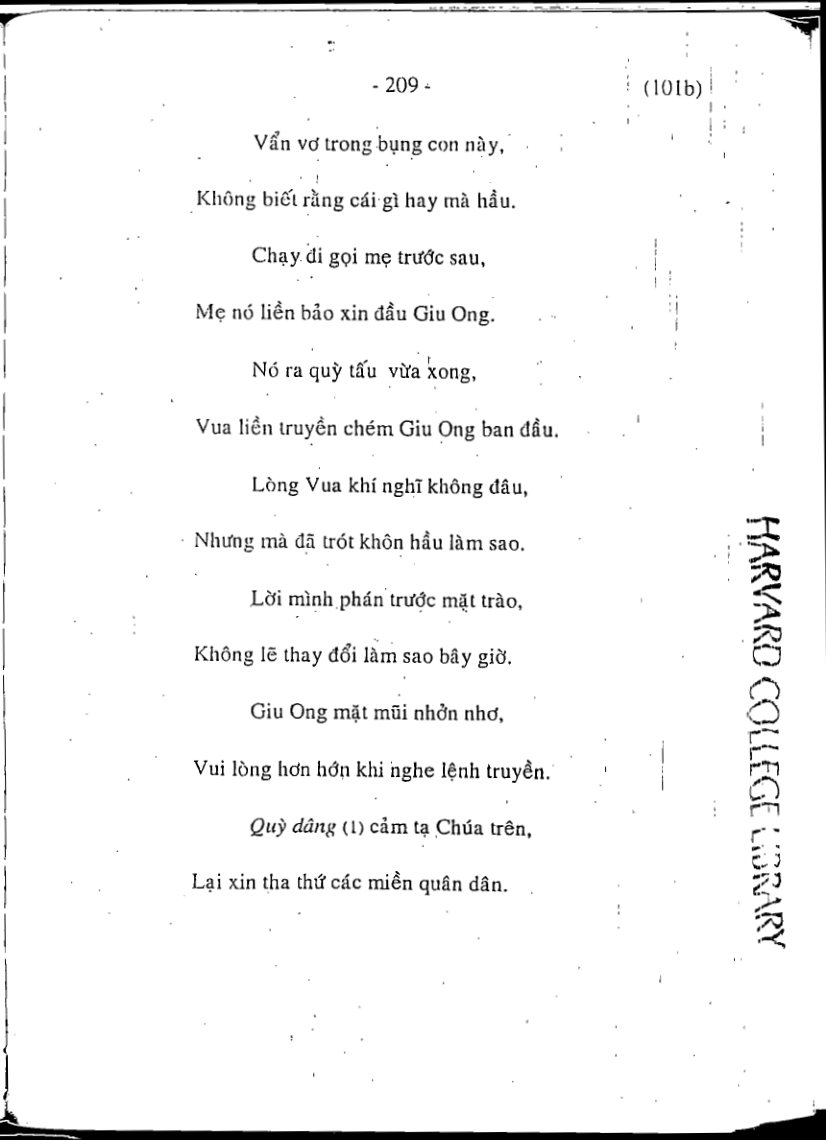 - 209 -
(101b)
Vẩn vơ trong bụng con này,
Không biết rằng cái gì hay mà hầu.
Chạy đi gọi mẹ trước sau,
Mẹ nó liền bảo xin đầu Giu Ong.
Nó ra quỳ tấu vừa xong,
Vua liền truyền chém Giu Ong ban đầu.
Lòng Vua khí nghĩ không đâu,
Nhưng mà đã trót khôn hầu làm sao.
Lời mình phán trước mặt trào,
Không lẽ thay đổi làm sao bây giờ.
Giu Ong mặt mũi nhởn nhơ,
Vui lòng hơn hớn khi nghe lệnh truyền.
Quỳ dâng (1) cảm tạ Chúa trên,
Lại xin tha thứ các miền quân dân.
HARVARD COLLEGE LIBRARY